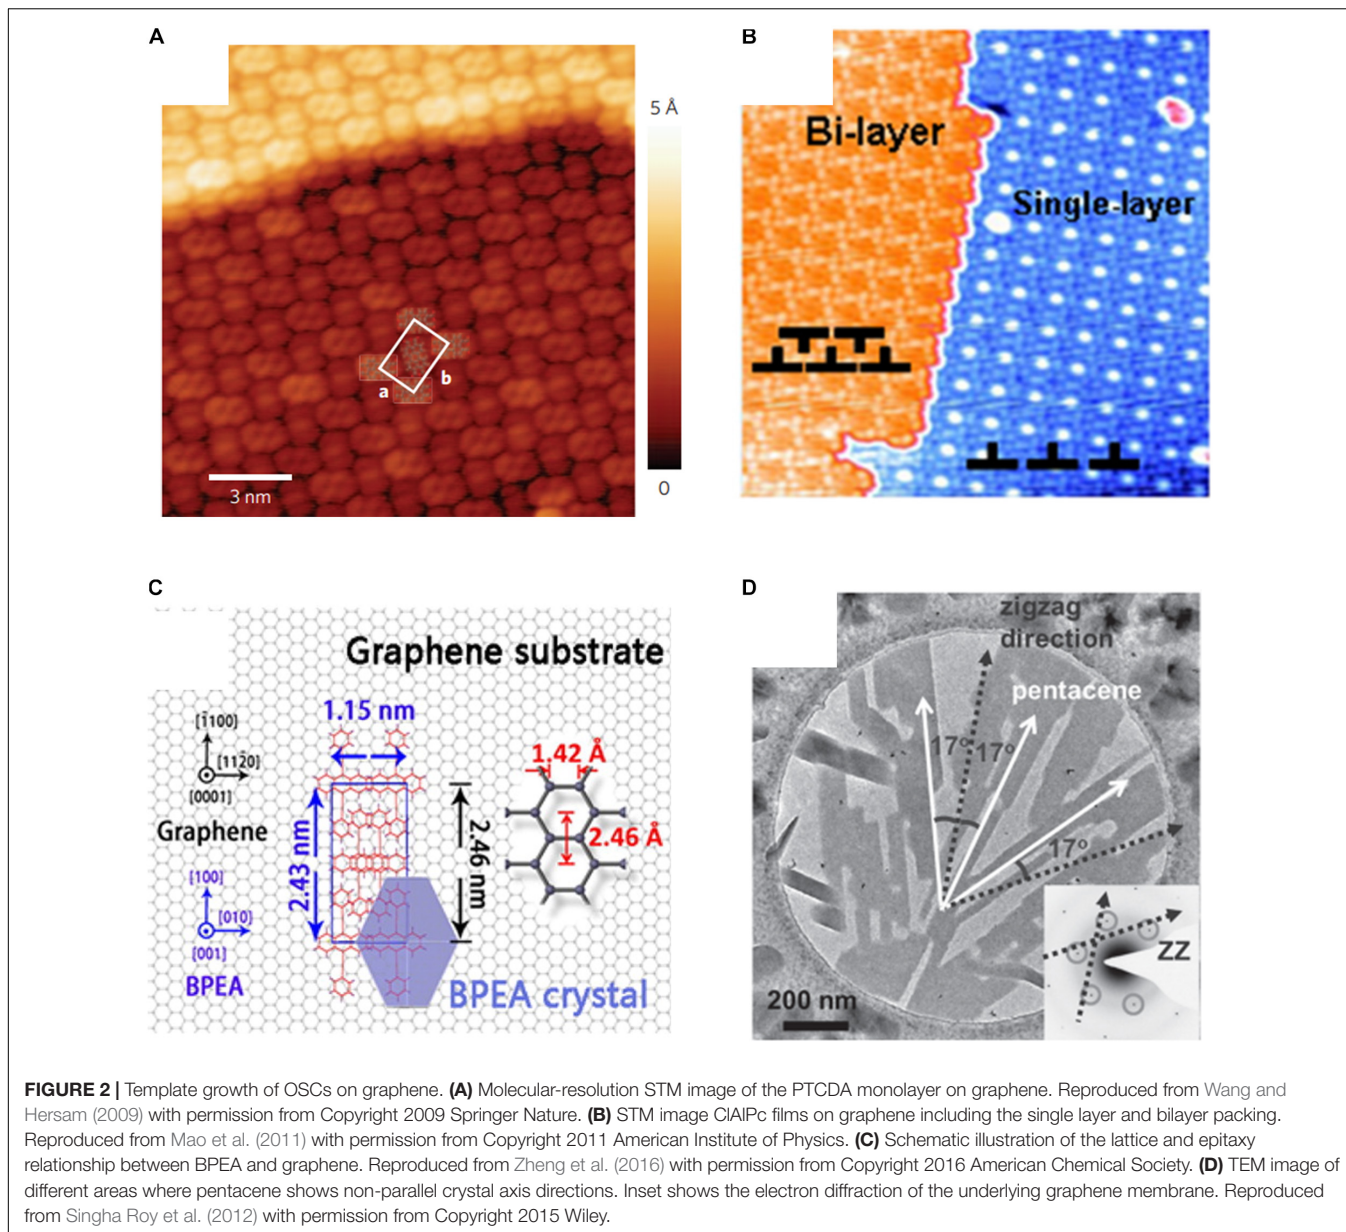 A
5 Å
a
b
3 nm
0
B
Bi-layer
Single-layer
C
Graphene substrate
[1̄100]
[112̄0]
[0001]
Graphene
[100]
[010]
[001]
BPEA
1.15 nm
2.43 nm
2.46 nm
1.42 Å
2.46 Å
BPEA crystal
D
zigzag
direction
pentacene
17°
17°
17°
ZZ
200 nm
FIGURE 2 | Template growth of OSCs on graphene. (A) Molecular-resolution STM image of the PTCDA monolayer on graphene. Reproduced from Wang and
Hersam (2009) with permission from Copyright 2009 Springer Nature. (B) STM image ClAlPc films on graphene including the single layer and bilayer packing.
Reproduced from Mao et al. (2011) with permission from Copyright 2011 American Institute of Physics. (C) Schematic illustration of the lattice and epitaxy
relationship between BPEA and graphene. Reproduced from Zheng et al. (2016) with permission from Copyright 2016 American Chemical Society. (D) TEM image of
different areas where pentacene shows non-parallel crystal axis directions. Inset shows the electron diffraction of the underlying graphene membrane. Reproduced
from Singha Roy et al. (2012) with permission from Copyright 2015 Wiley.